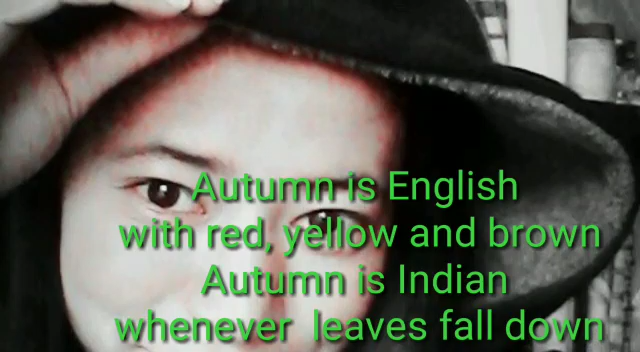 Autumn is English
with red, yellow and brown
Autumn is Indian
whenever leaves fall down